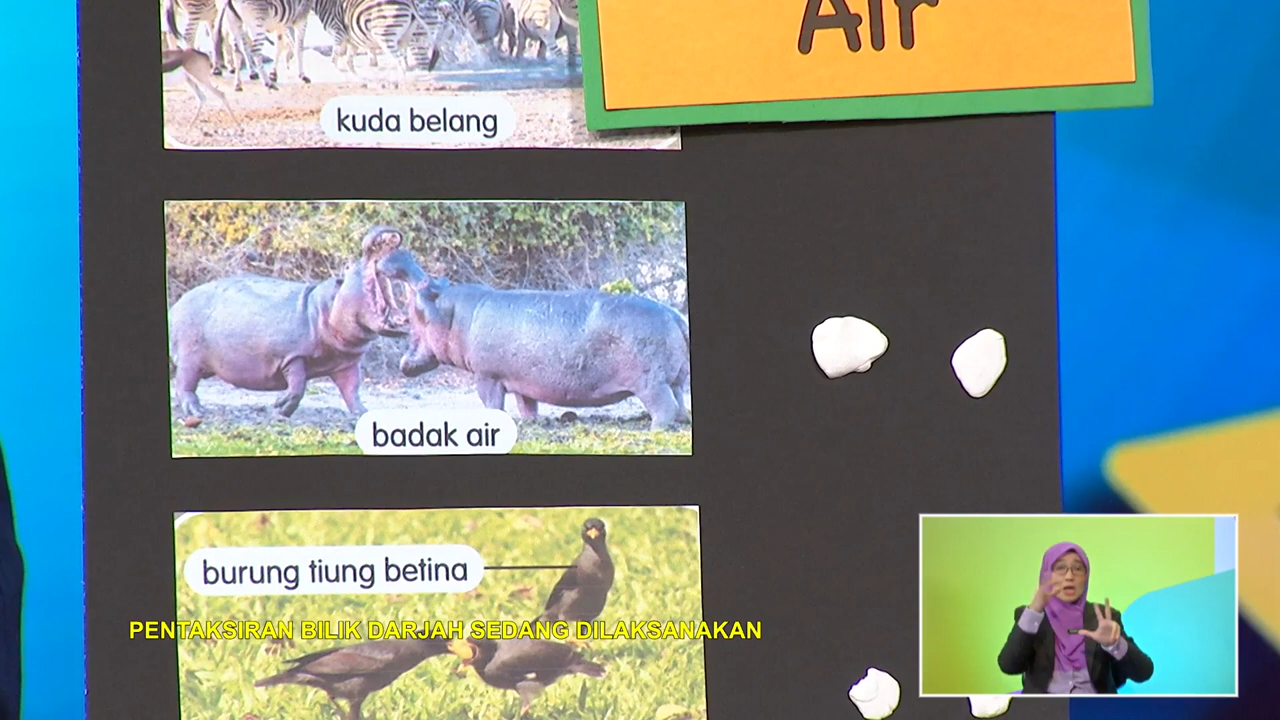 Air
kuda belang
badak air
burung tiung betina
PENTAKSIRAN BILIK DARJAH SEDANG DILAKSANAKAN